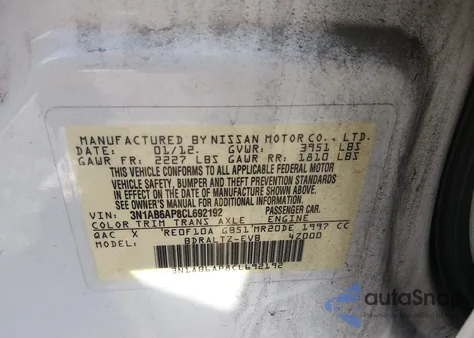 MANUFACTURED BY NISSAN MOTOR CO., LTD.
DATE: 01/12. GVWR: 3951 LBS
GAWR FR: 2227 LBS GAWR RR: 1810 LBS
THIS VEHICLE CONFORMS TO ALL APPLICABLE FEDERAL MOTOR
VEHICLE SAFETY, BUMPER, AND THEFT PREVENTION STANDARDS
IN EFFECT ON THE DATE OF MANUFACTURE SHOWN ABOVE.
SEE OWNER'S MANUAL FOR ADDITIONAL INFORMATION.
VIN: 3N1AB6AP8CL692192
COLOR TRIM TRANS AXLE ENGINE
QAC X RE0F10A GB51 MR20DE 1997 CC
MODEL: BDRALTZ-EVB 4Z000
3N1AB6AP8CL692192
autoSnap